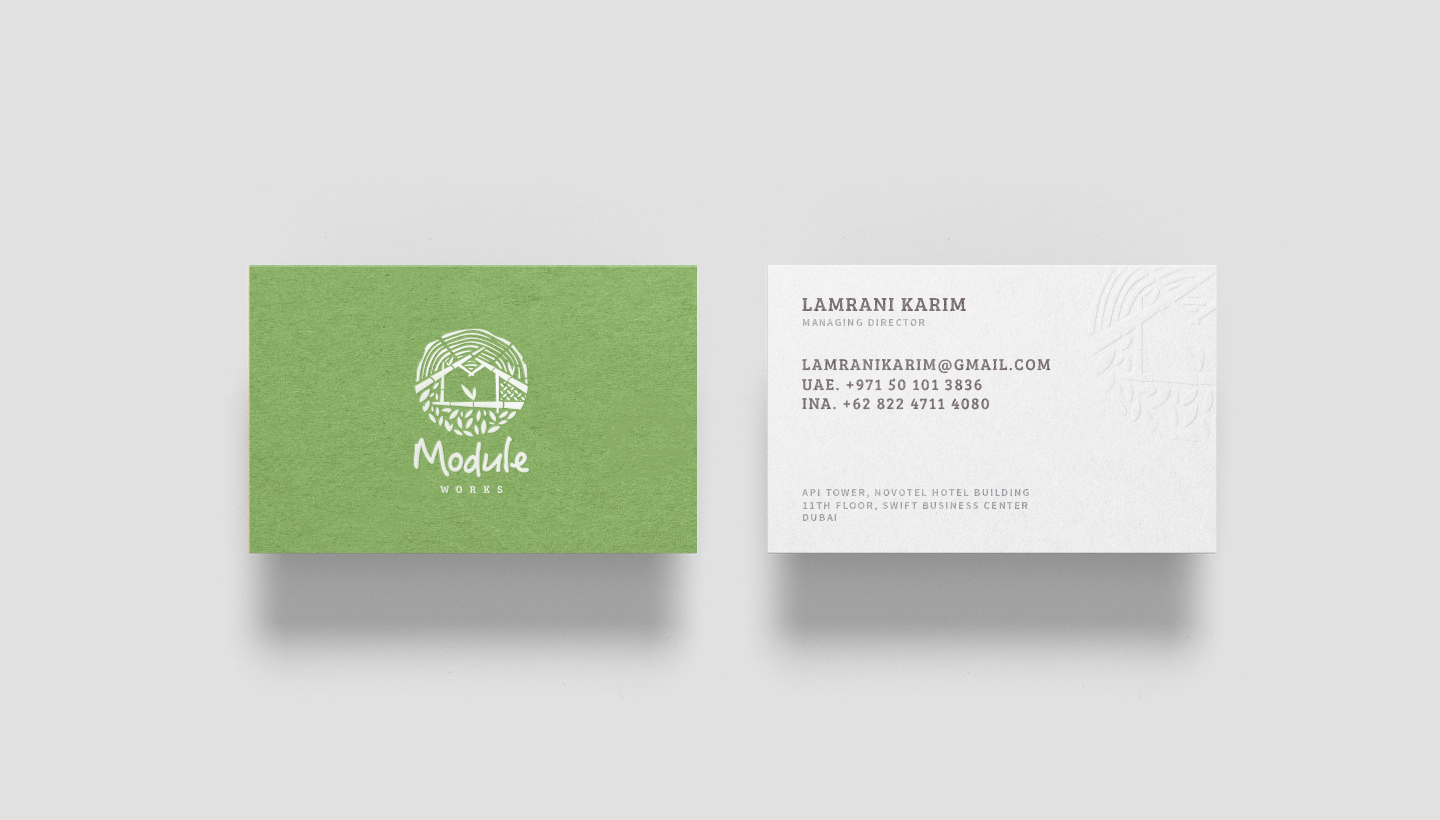 Module
WORKS
LAMRANI KARIM
MANAGING DIRECTOR
LAMRANIKARIM@GMAIL.COM
UAE. +971 50 101 3836
INA. +62 822 4711 4080
API TOWER, NOVOTEL HOTEL BUILDING
11TH FLOOR, SWIFT BUSINESS CENTER
DUBAI